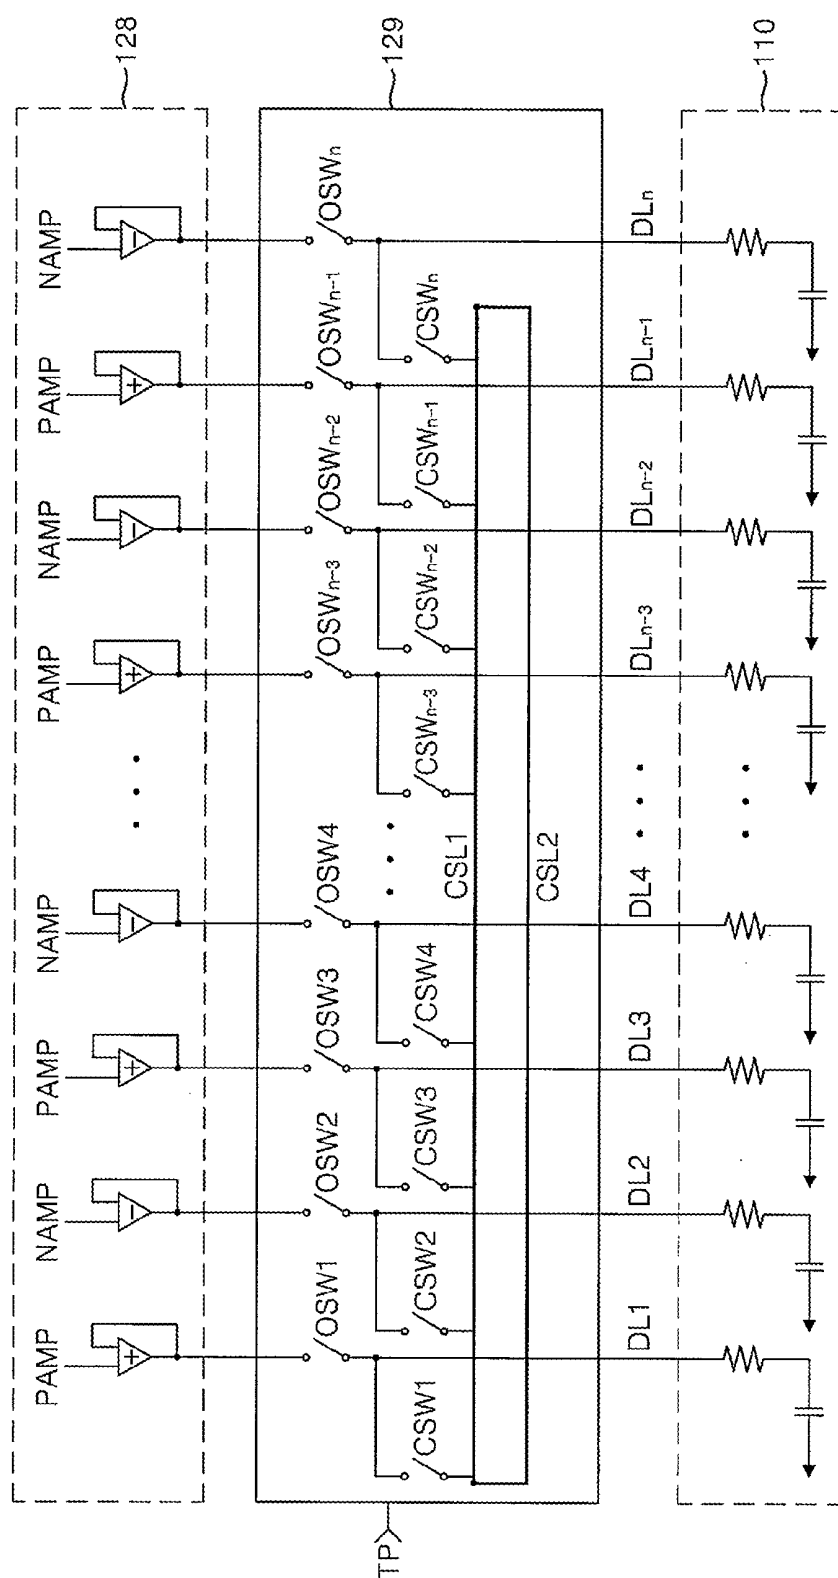 PAMP NAMP PAMP NAMP PAMP NAMP PAMP NAMP
128
OSW1 OSW2 OSW3 OSW4 OSWn-3 OSWn-2 OSWn-1 OSWn
129
CSW1 CSW2 CSW3 CSW4 CSWn-3 CSWn-2 CSWn-1 CSWn
TP
CSL1
CSL2
DL1 DL2 DL3 DL4 DLn-3 DLn-2 DLn-1 DLn
110